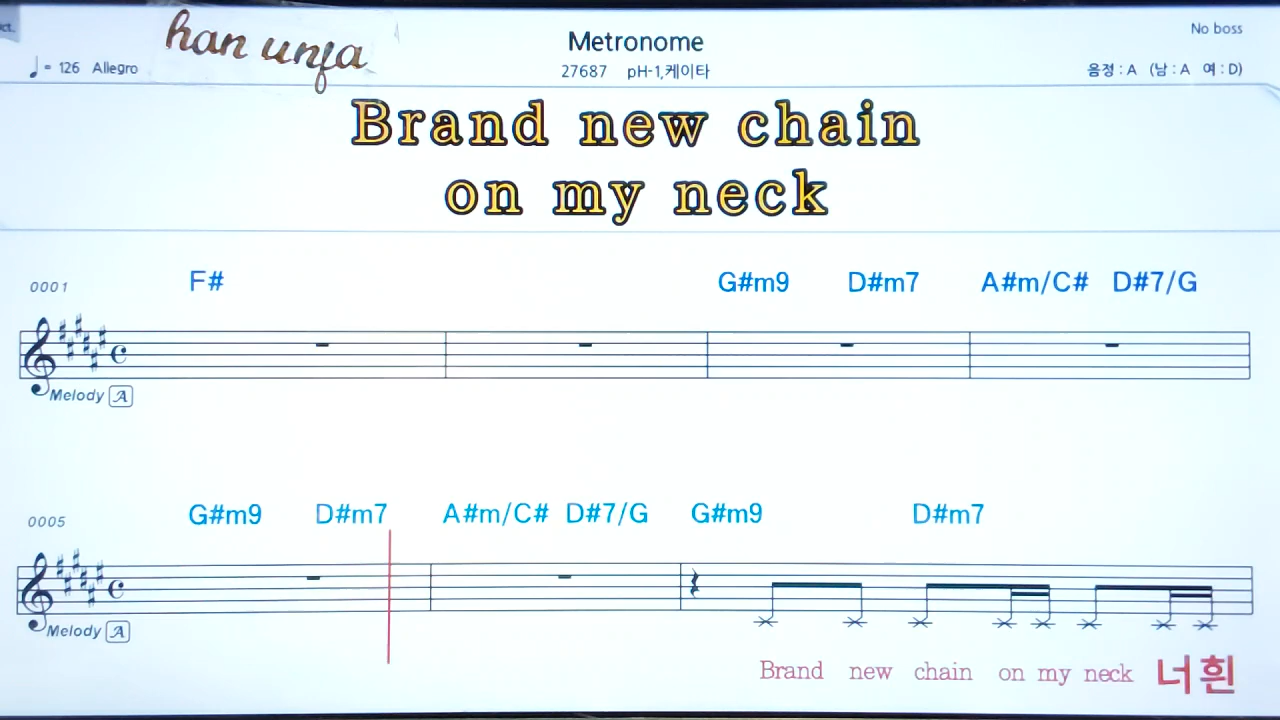 ct.
han unfa
Metronome
No boss
♩= 126 Allegro
27687 pH-1,케이타
음정 : A (남 : A 여 : D)
Brand new chain
on my neck
0001
F# G#m9 D#m7 A#m/C# D#7/G
Melody A
0005
G#m9 D#m7 A#m/C# D#7/G G#m9 D#m7
Melody A
Brand new chain on my neck 너흰